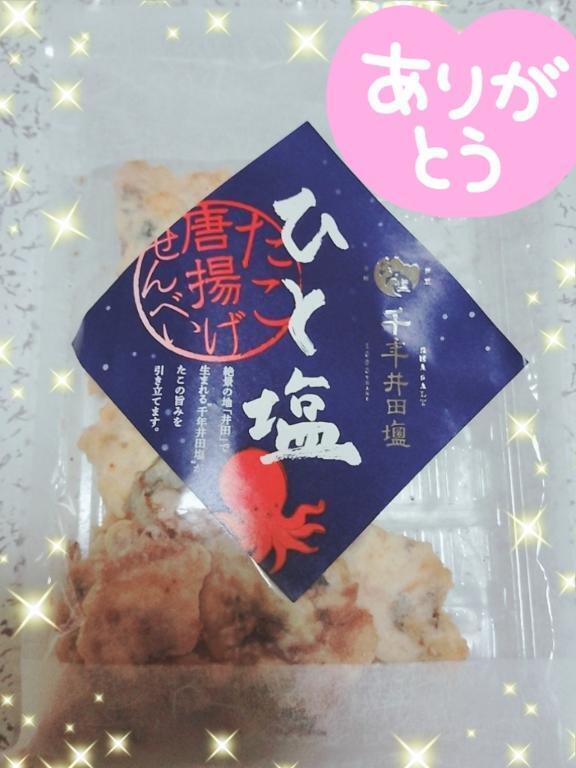 ありが
とう
ひと塩
たこ
唐揚げ
せんべい
千年井田塩
絶景の地「井田」で
生まれる"千年井田塩"が
たこの旨みを
引き立てます。